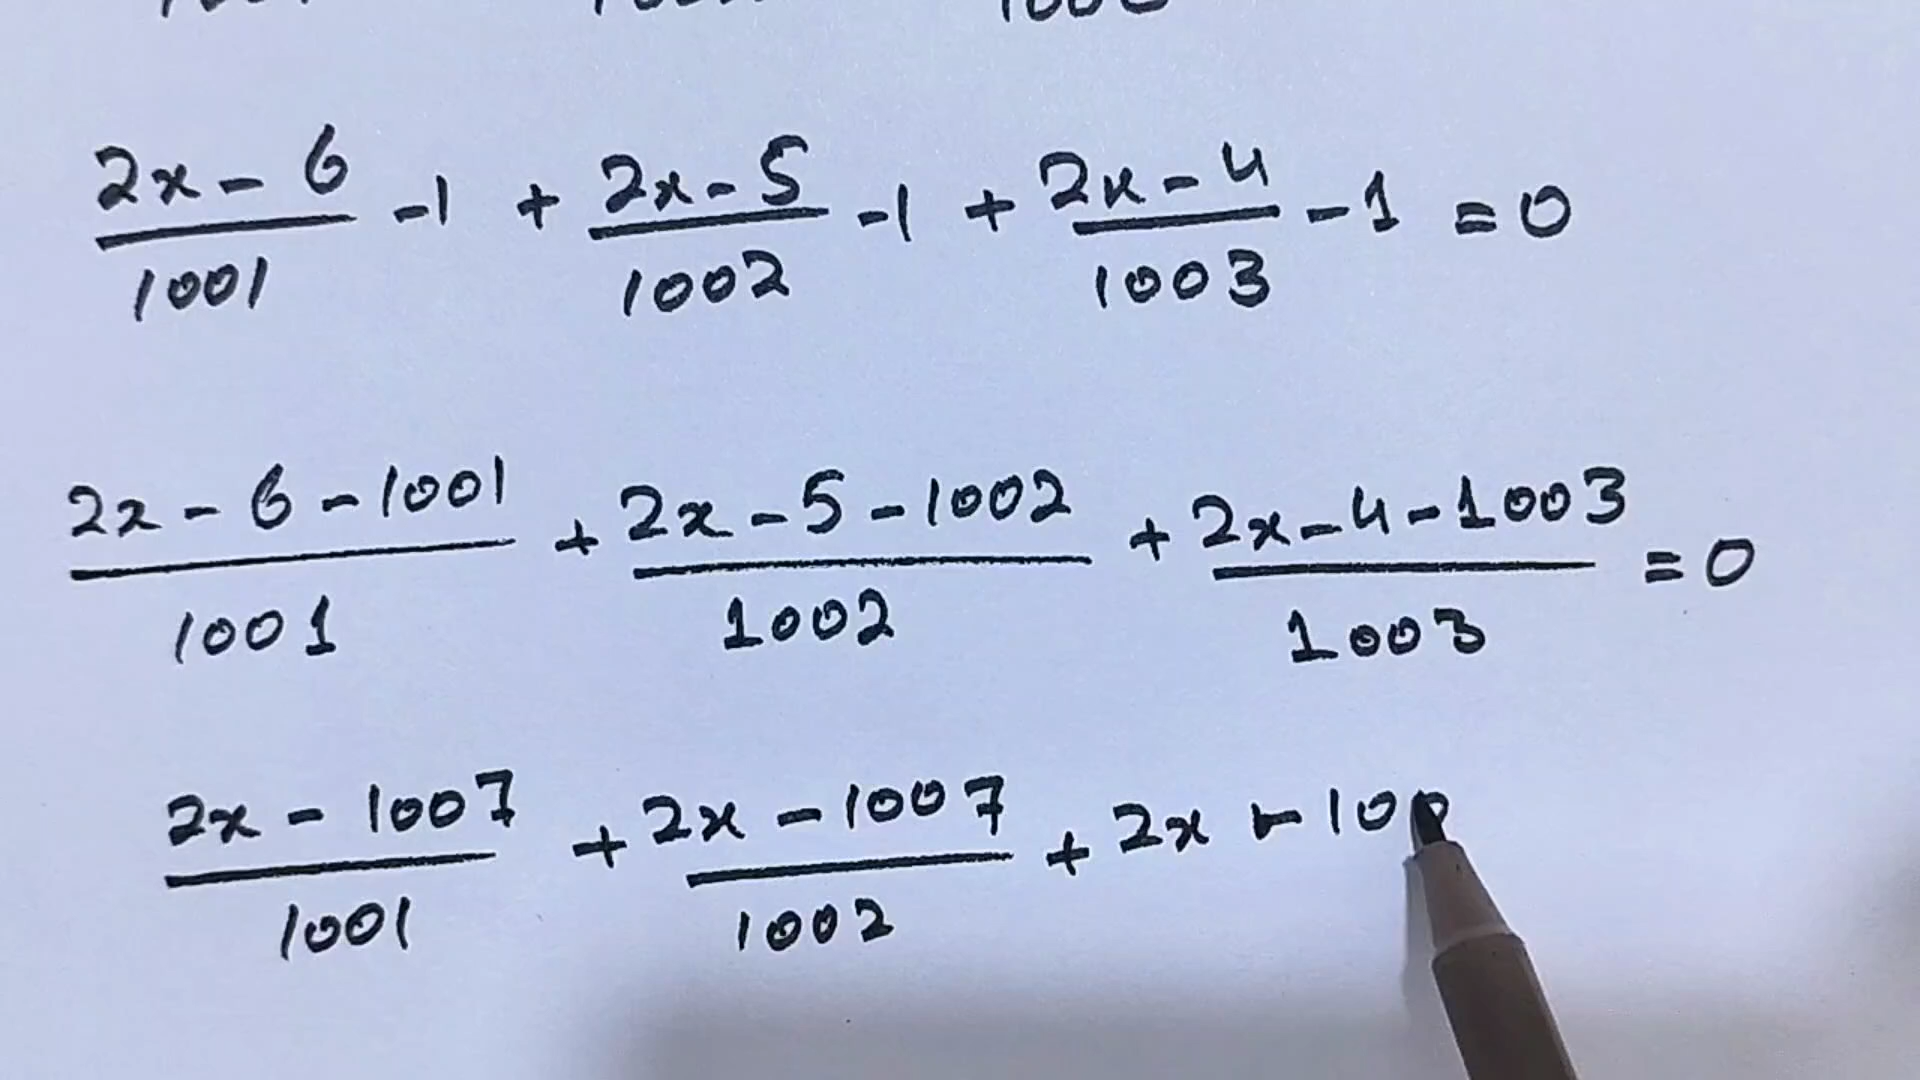 2x - 6 / 1001 - 1 + 2x - 5 / 1002 - 1 + 2x - 4 / 1003 - 1 = 0
2x - 6 - 1001 / 1001 + 2x - 5 - 1002 / 1002 + 2x - 4 - 1003 / 1003 = 0
2x - 1007 / 1001 + 2x - 1007 / 1002 + 2x - 100